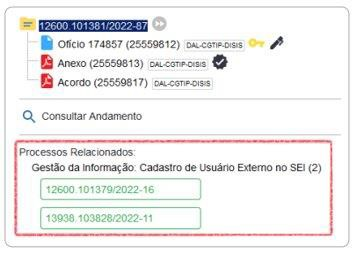 12600.101381/2022-87
Ofício 174857 (25559812) DAL-CGTIP-DISIS
Anexo (25559813) DAL-CGTIP-DISIS
Acordo (25559817) DAL-CGTIP-DISIS
Consultar Andamento
Processos Relacionados:
Gestão da Informação: Cadastro de Usuário Externo no SEI (2)
12600.101379/2022-16
13938.103828/2022-11